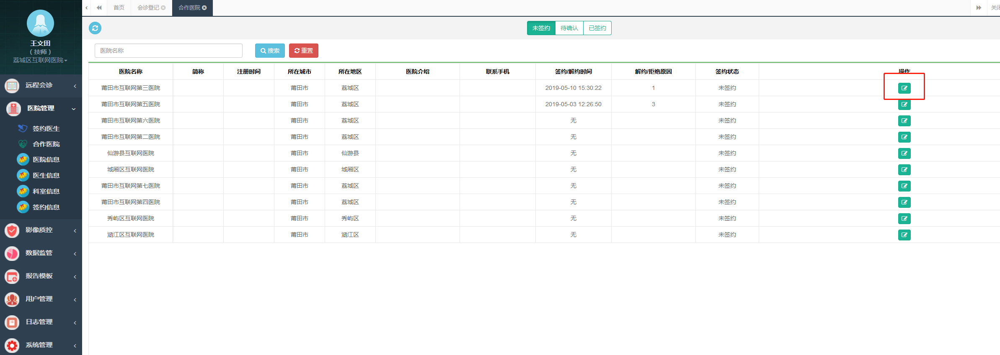 王文田
（技师）
荔城区互联网医院
远程会诊
医院管理
签约医生
合作医院
医院信息
医生信息
科室信息
签约信息
影像质控
数据监管
报告模板
用户管理
日志管理
系统管理
首页 会诊登记 合作医院 关闭
未签约 待确认 已签约
医院名称 搜索 重置
医院名称 简称 注册时间 所在城市 所在地区 医院介绍 联系手机 签约/解约时间 解约/拒绝原因 签约状态 操作
莆田市互联网第三医院 莆田市 荔城区 2019-05-10 15:30:22 1 未签约
莆田市互联网第五医院 莆田市 荔城区 2019-05-03 12:26:50 3 未签约
莆田市互联网第六医院 莆田市 荔城区 无 未签约
莆田市互联网第二医院 莆田市 荔城区 无 未签约
仙游县互联网医院 莆田市 仙游县 无 未签约
城厢区互联网医院 莆田市 城厢区 无 未签约
莆田市互联网第七医院 莆田市 荔城区 无 未签约
莆田市互联网第四医院 莆田市 荔城区 无 未签约
秀屿区互联网医院 莆田市 秀屿区 无 未签约
涵江区互联网医院 莆田市 涵江区 无 未签约